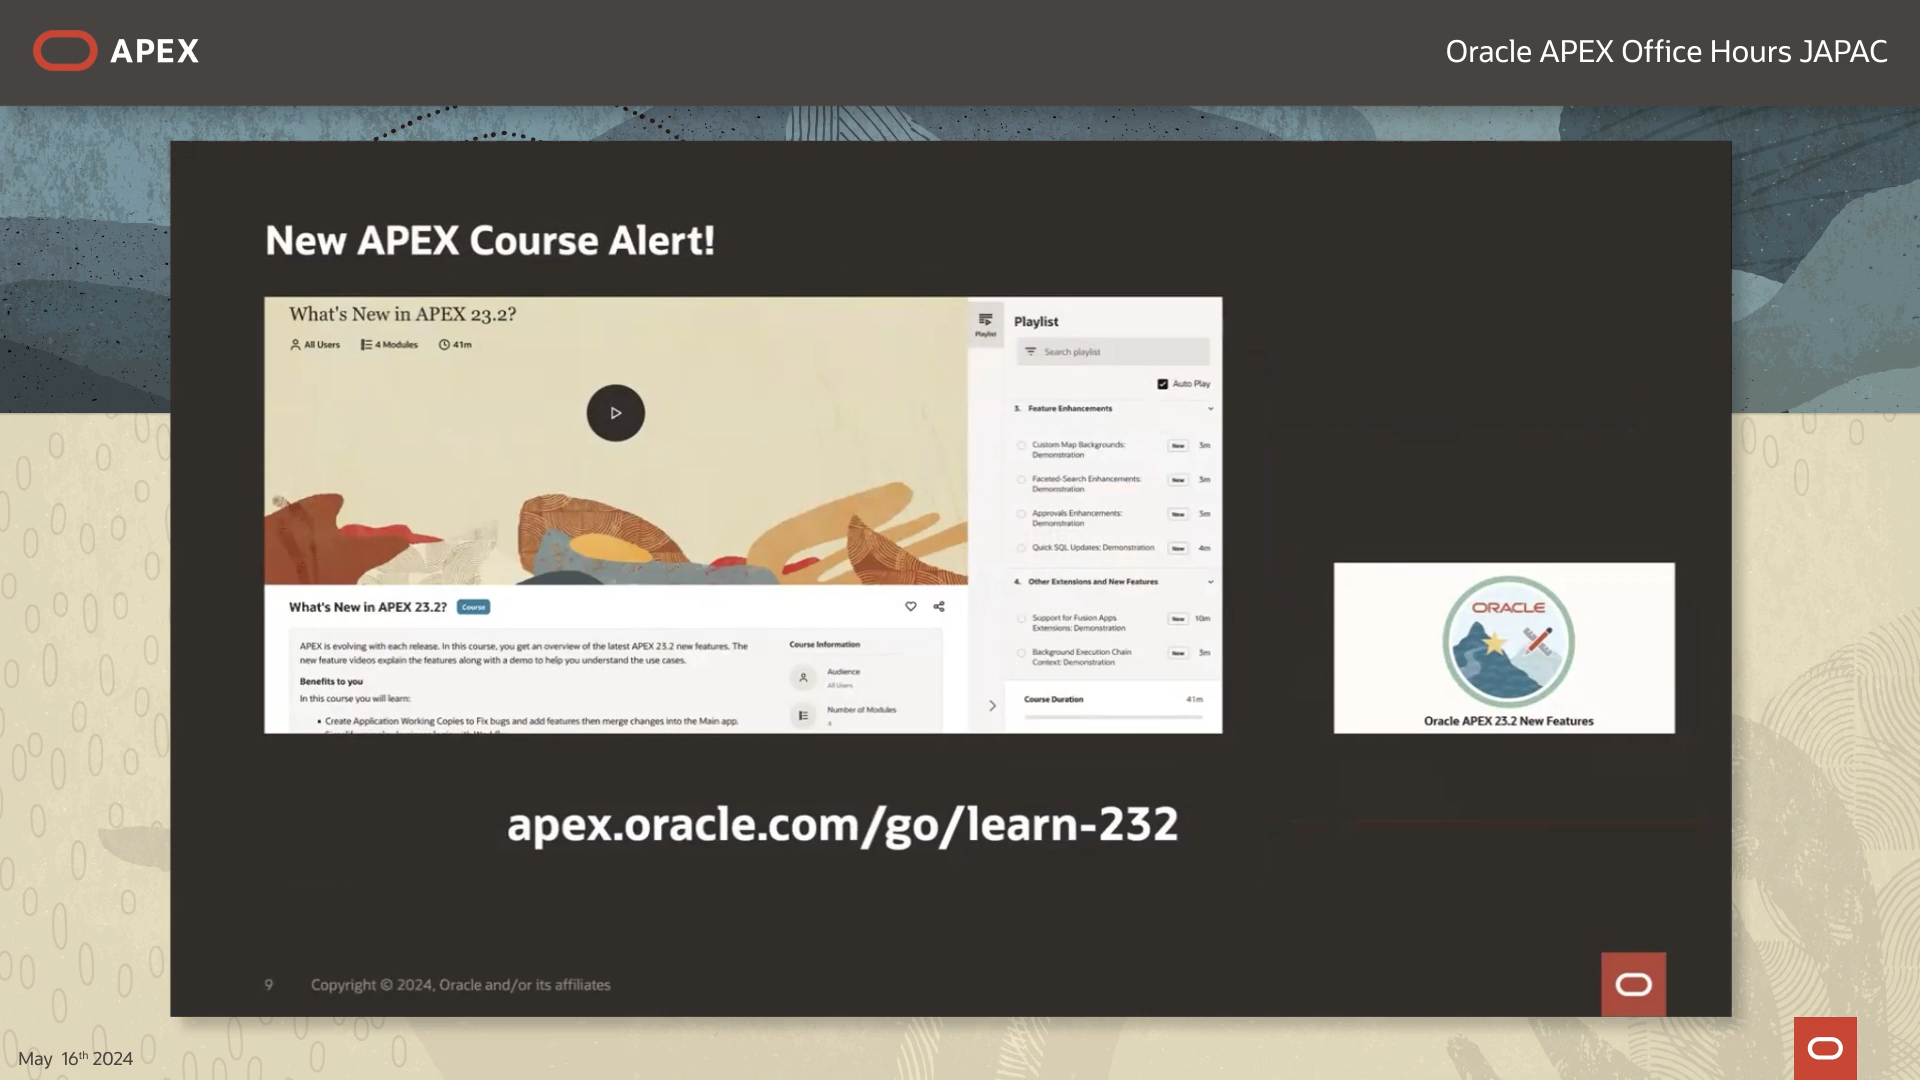 APEX
Oracle APEX Office Hours JAPAC
New APEX Course Alert!
What's New in APEX 23.2?
All Users 4 Modules 41m
What's New in APEX 23.2? Course
APEX is evolving with each release. In this course, you get an overview of the latest APEX 23.2 new features. The
new feature videos explain the features along with a demo to help you understand the use cases.
Benefits to you
In this course you will learn:
• Create Application Working Copies to Fix bugs and add features then merge changes into the Main app.
Course Information
Audience
All Users
Number of Modules
4
Playlist
Playlist
Search playlist
Auto Play
3. Feature Enhancements
Custom Map Backgrounds: New 3m
Demonstration
Faceted-Search Enhancements: New 3m
Demonstration
Approvals Enhancements: New 3m
Demonstration
Quick SQL Updates: Demonstration New 4m
4. Other Extensions and New Features
Support for Fusion Apps New 10m
Extensions: Demonstration
Background Execution Chain New 3m
Context: Demonstration
Course Duration 41m
ORACLE
Oracle APEX 23.2 New Features
apex.oracle.com/go/learn-232
9 Copyright © 2024, Oracle and/or its affiliates
May 16th 2024